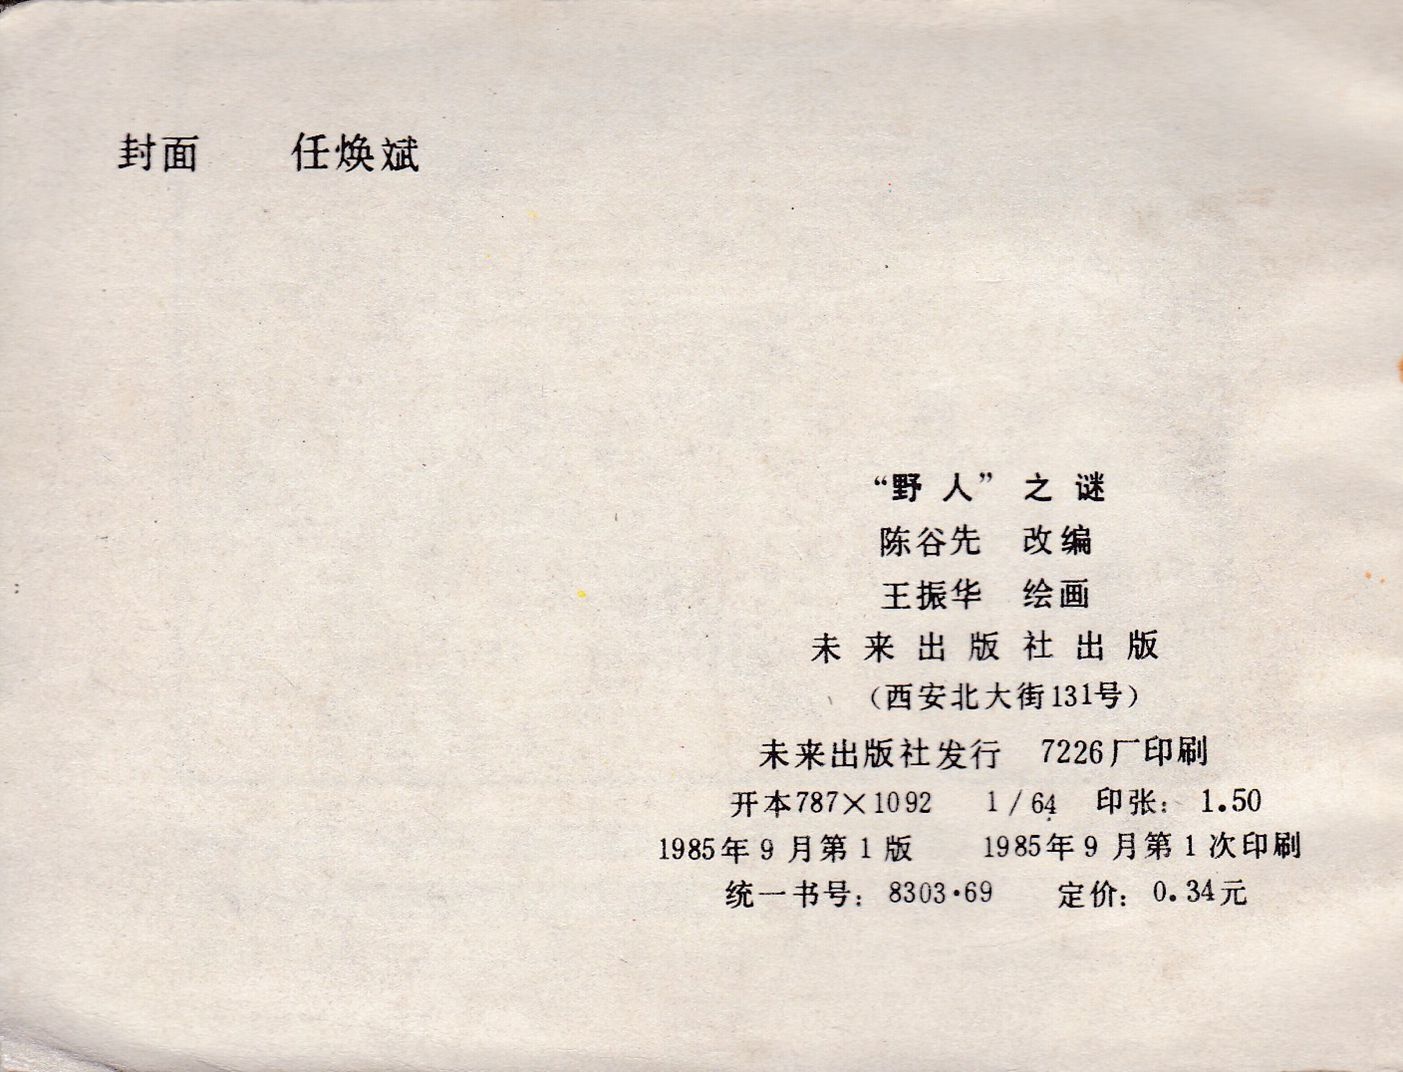 封面 任焕斌
“野人”之谜
陈谷先 改编
王振华 绘画
未来出版社出版
（西安北大街131号）
未来出版社发行 7226厂印刷
开本787×1092 1/64 印张：1.50
1985年9月第1版 1985年9月第1次印刷
统一书号：8303·69 定价：0.34元